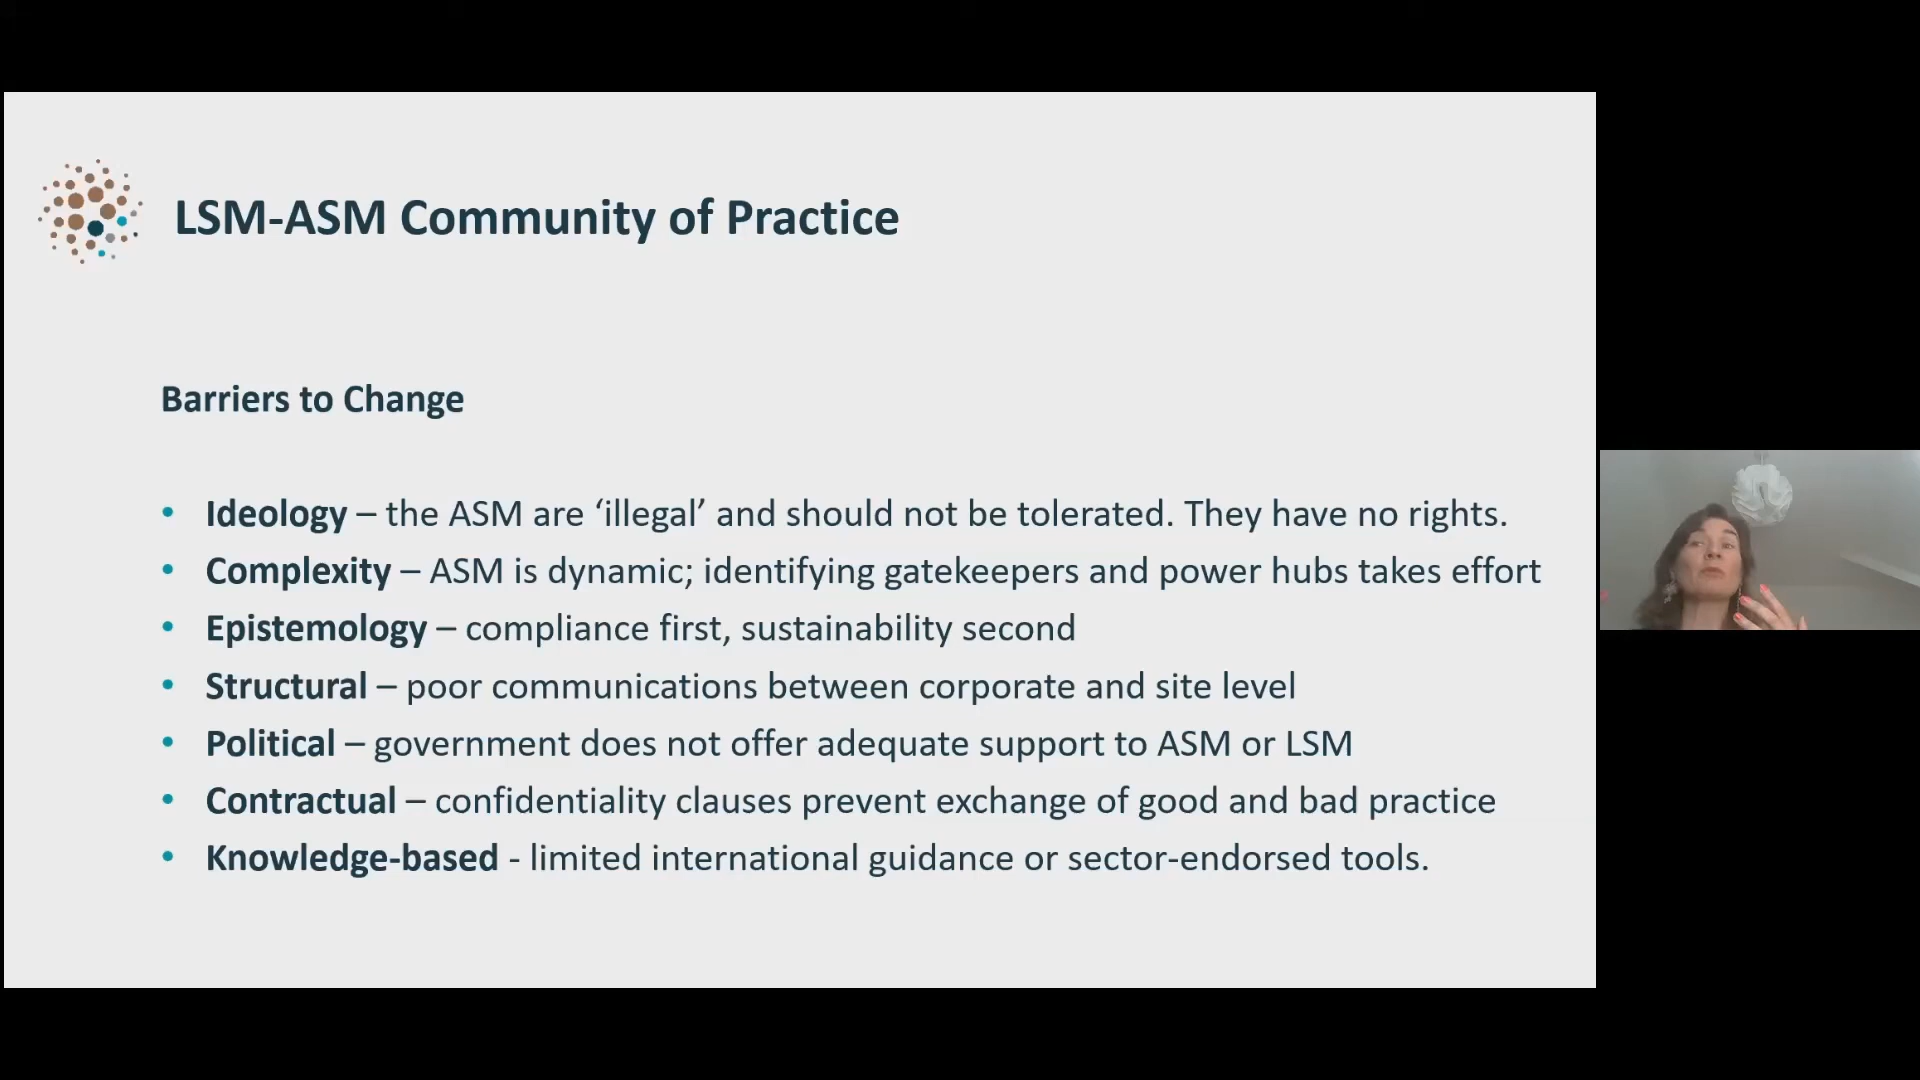 LSM-ASM Community of Practice
Barriers to Change
• Ideology – the ASM are ‘illegal’ and should not be tolerated. They have no rights.
• Complexity – ASM is dynamic; identifying gatekeepers and power hubs takes effort
• Epistemology – compliance first, sustainability second
• Structural – poor communications between corporate and site level
• Political – government does not offer adequate support to ASM or LSM
• Contractual – confidentiality clauses prevent exchange of good and bad practice
• Knowledge-based - limited international guidance or sector-endorsed tools.